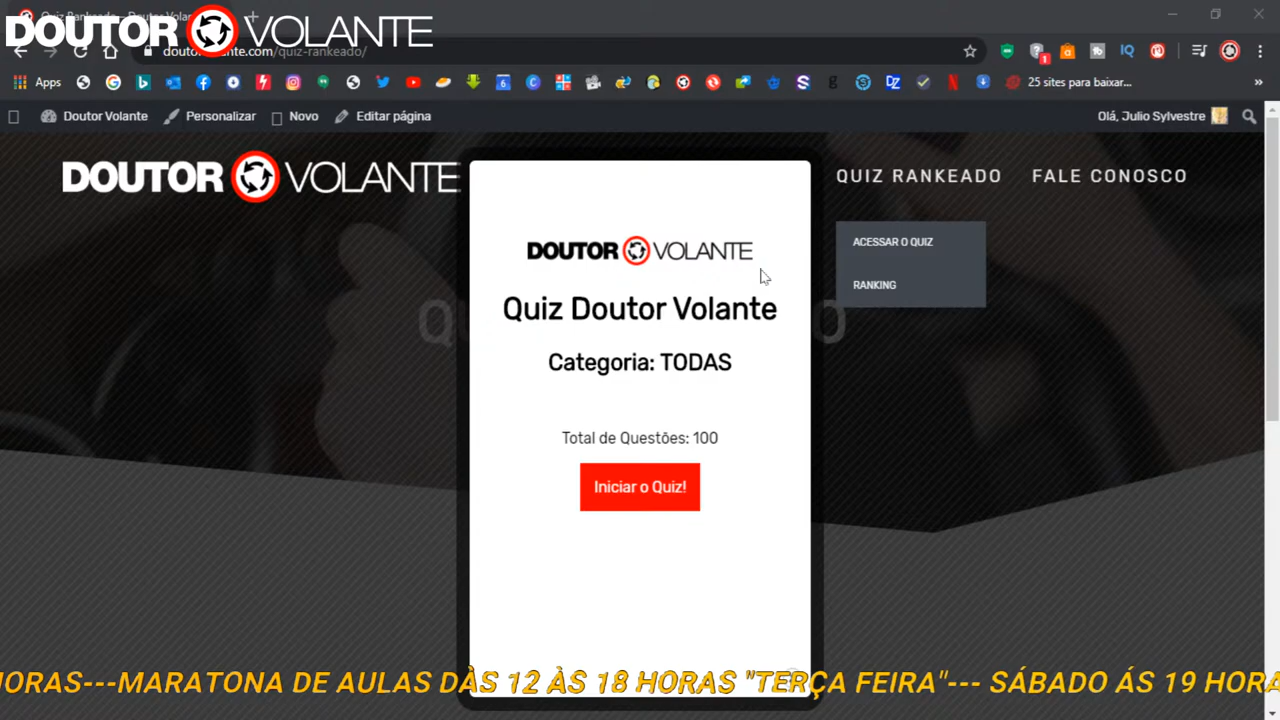 DOUTOR VOLANTE
doutorvolante.com/quiz-rankeado/
Apps
25 sites para baixar...
Doutor Volante
Personalizar
Novo
Editar página
Olá, Julio Sylvestre
DOUTOR VOLANTE
QUIZ RANKEADO
FALE CONOSCO
ACESSAR O QUIZ
RANKING
DOUTOR VOLANTE
Quiz Doutor Volante
Categoria: TODAS
Total de Questões: 100
Iniciar o Quiz!
HORAS---MARATONA DE AULAS DÀS 12 ÀS 18 HORAS "TERÇA FEIRA"--- SÁBADO ÁS 19 HORA